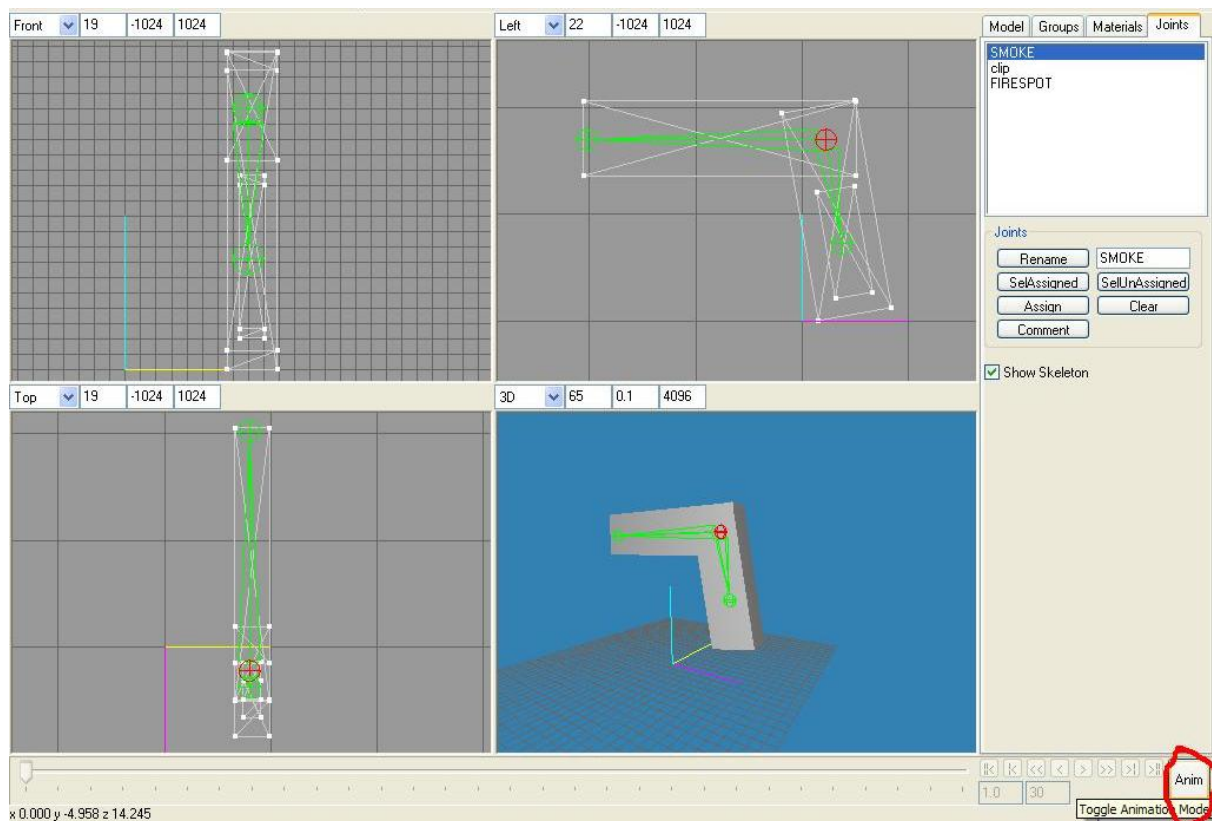 Front 19 -1024 1024
Left 22 -1024 1024
Model Groups Materials Joints
SMOKE
clip
FIRESPOT
Joints
Rename SMOKE
SelAssigned SelUnAssigned
Assign Clear
Comment
Show Skeleton
Top 19 -1024 1024
3D 65 0.1 4096
1.0 30
Anim
Toggle Animation Mode
x 0.000 y -4.958 z 14.245